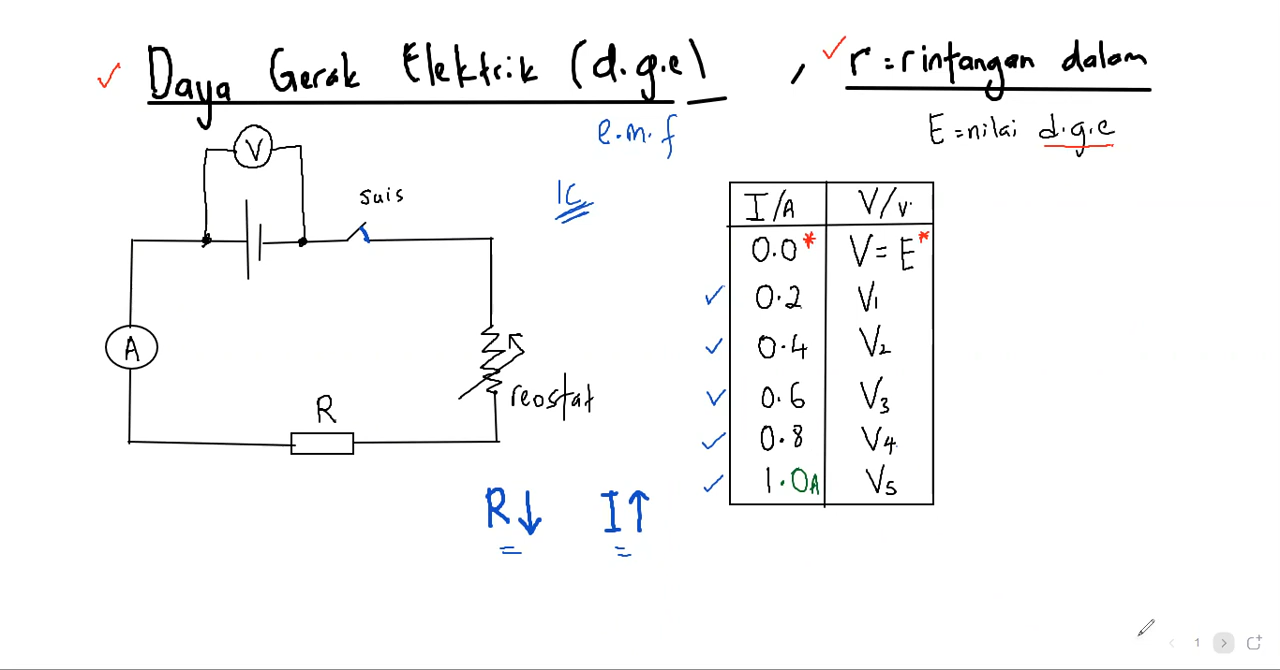 ✓ Daya Gerak Elektrik (d.g.e), ✓ r = rintangan dalam
e.m.f
E = nilai d.g.e
V
suis
IC
A
R
reostat
R↓ I↑
I/A V/v
0.0* V = E*
✓ 0.2 V1
✓ 0.4 V2
✓ 0.6 V3
✓ 0.8 V4
✓ 1.0A V5
1